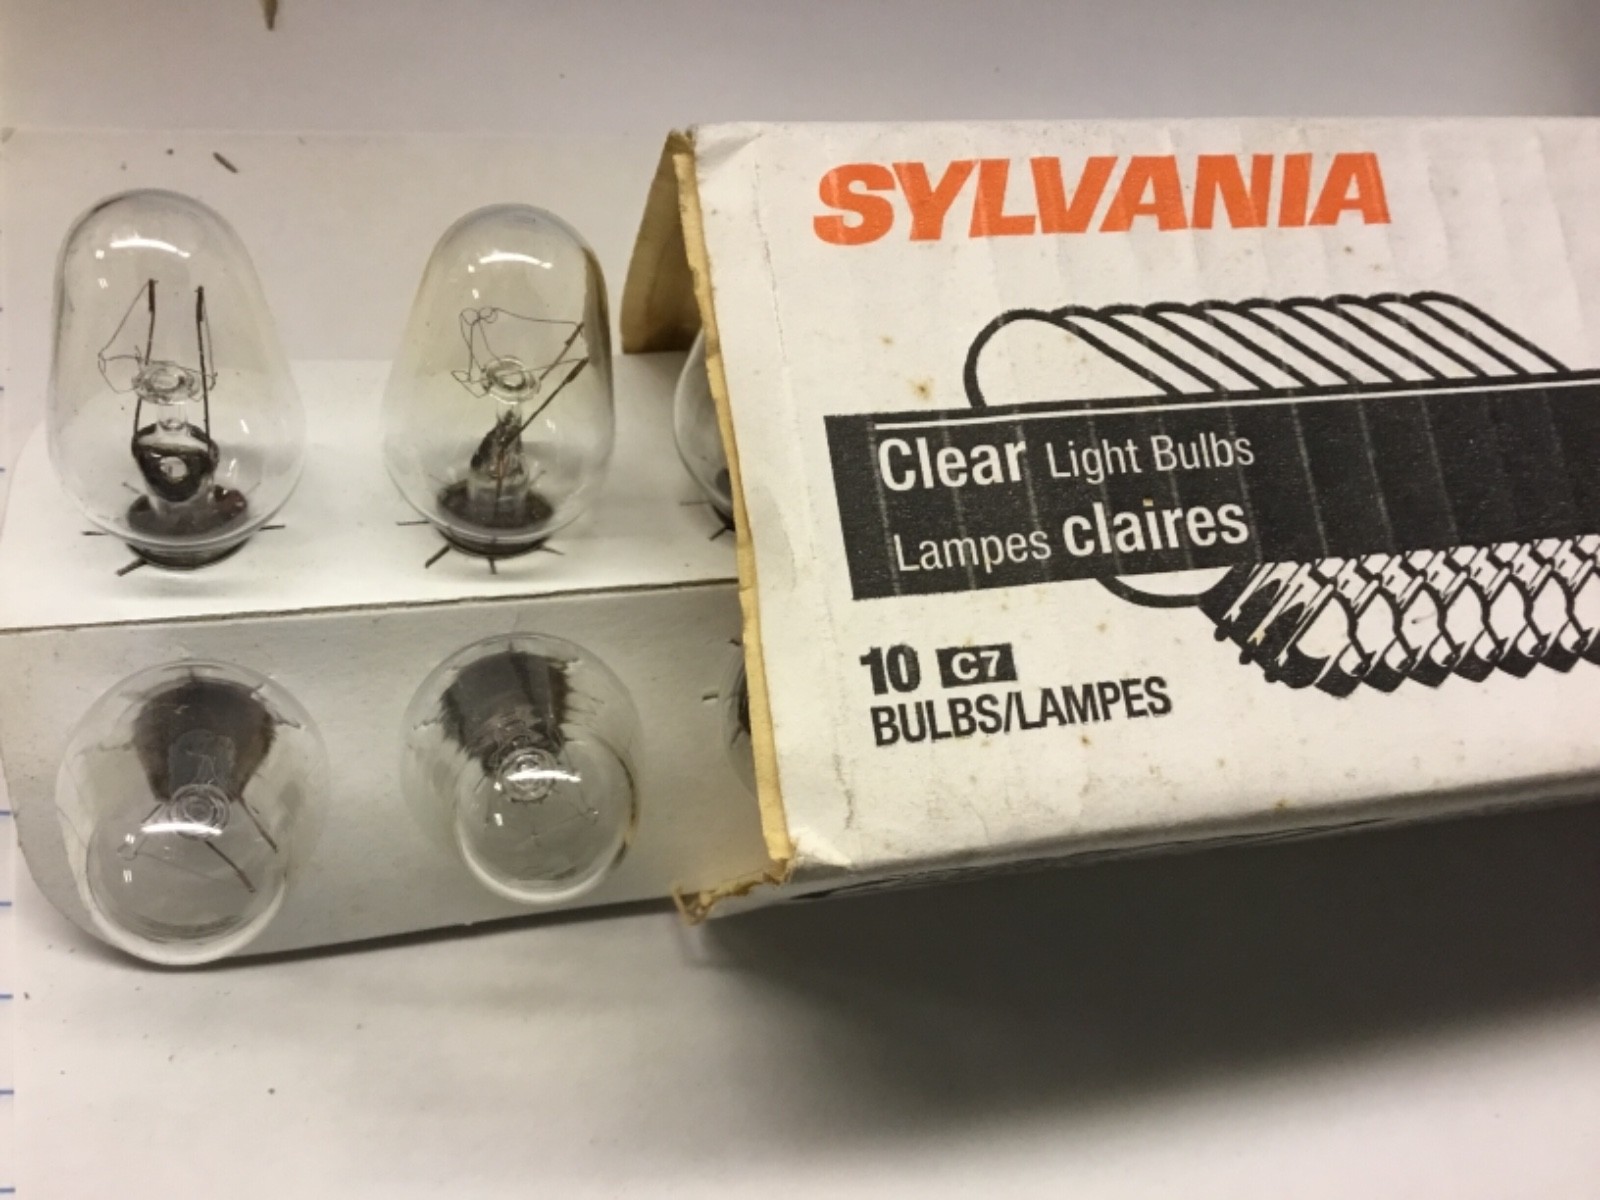 SYLVANIA
Clear Light Bulbs
Lampes claires
10 C7
BULBS/LAMPES